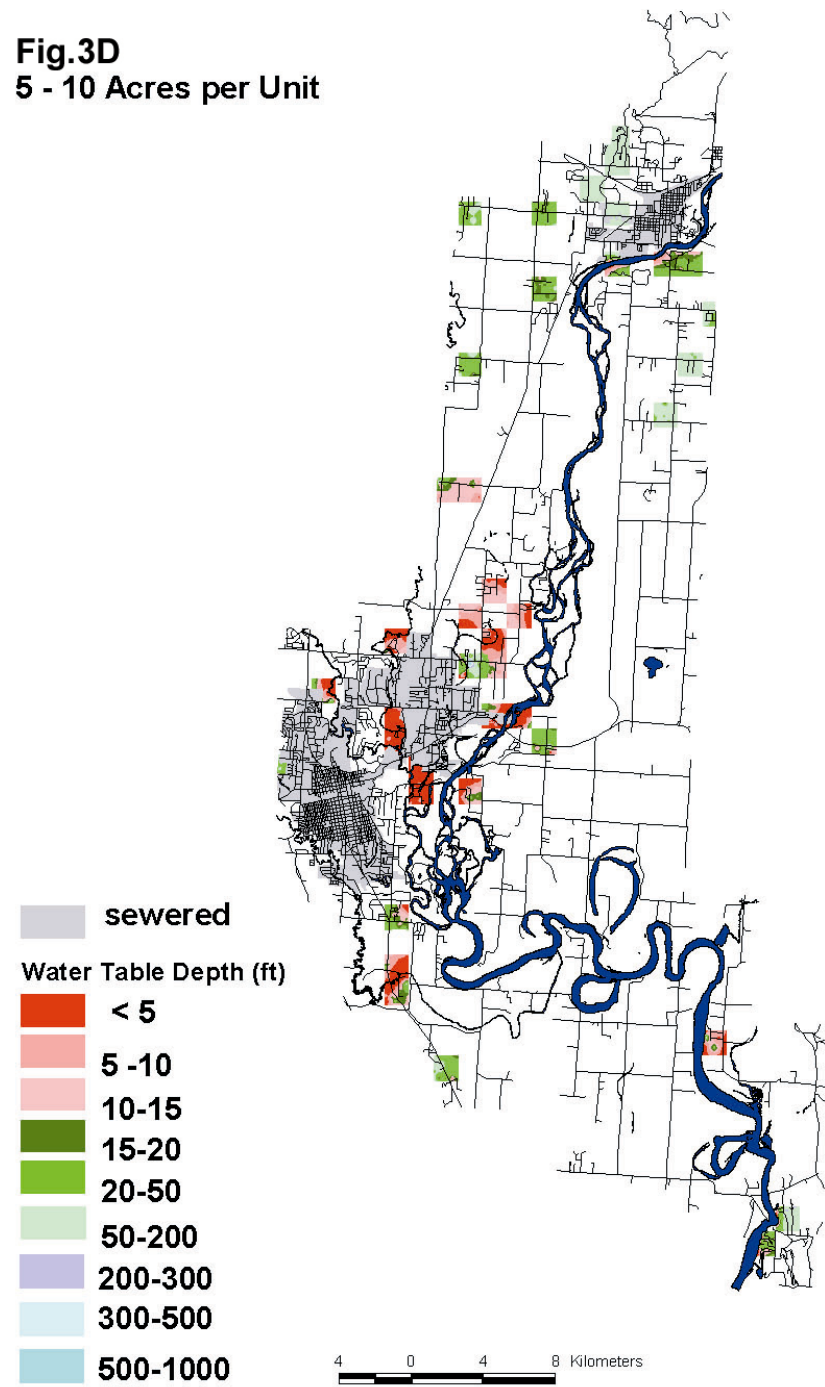 Fig.3D
5 - 10 Acres per Unit
sewered
Water Table Depth (ft)
< 5
5 -10
10-15
15-20
20-50
50-200
200-300
300-500
500-1000
4 0 4 8 Kilometers